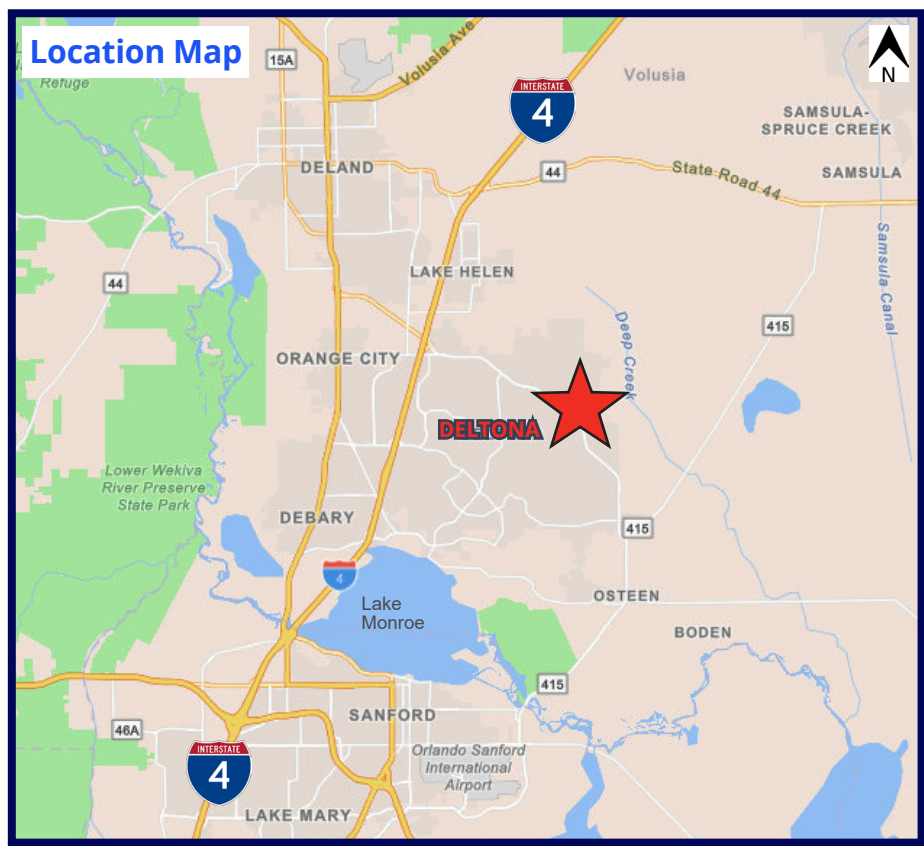 Location Map
Refuge
15A
Volusia Ave
INTERSTATE
4
Volusia
N
SAMSULA-
SPRUCE CREEK
DELAND
44
State Road 44
SAMSULA
Samsula Canal
LAKE HELEN
44
415
Deep Creek
ORANGE CITY
DELTONA
Lower Wekiva
River Preserve
State Park
DEBARY
415
4
OSTEEN
Lake
Monroe
BODEN
415
SANFORD
46A
INTERSTATE
4
Orlando Sanford
International
Airport
4
LAKE MARY